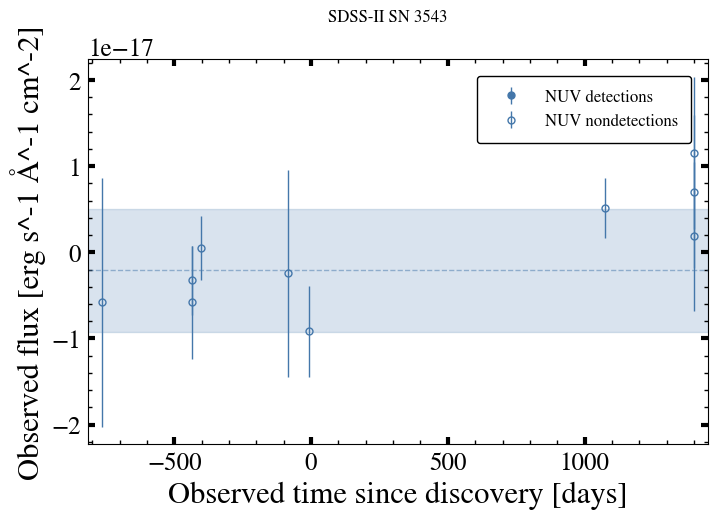 SDSS-II SN 3543
1e−17
NUV detections
NUV nondetections
2
1
0
−1
−2
Observed flux [erg s^-1 Å^-1 cm^-2]
−500
0
500
1000
Observed time since discovery [days]